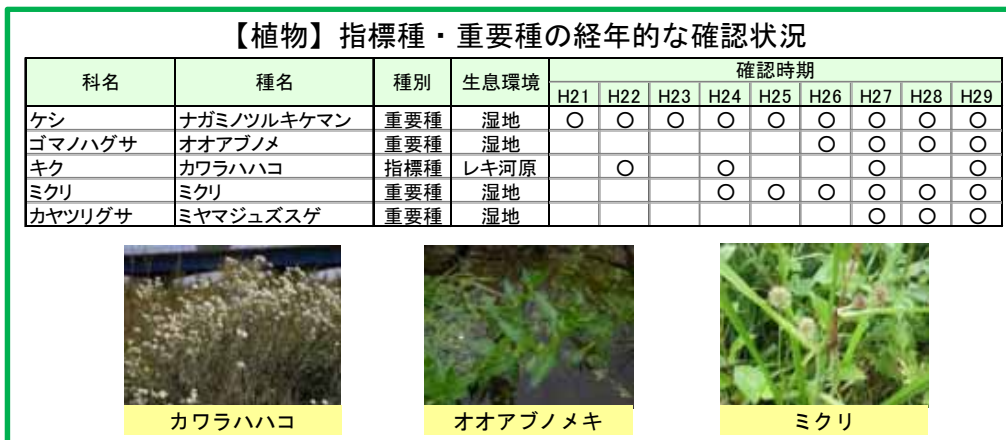 【植物】指標種・重要種の経年的な確認状況
科名 種名 種別 生息環境 確認時期
H21 H22 H23 H24 H25 H26 H27 H28 H29
ケシ ナガミノツルキケマン 重要種 湿地 ○ ○ ○ ○ ○ ○ ○ ○ ○
ゴマノハグサ オオアブノメ 重要種 湿地 ○ ○ ○ ○
キク カワラハハコ 指標種 レキ河原 ○ ○ ○ ○
ミクリ ミクリ 重要種 湿地 ○ ○ ○ ○ ○ ○
カヤツリグサ ミヤマジュズスゲ 重要種 湿地 ○ ○ ○
カワラハハコ オオアブノメキ ミクリ